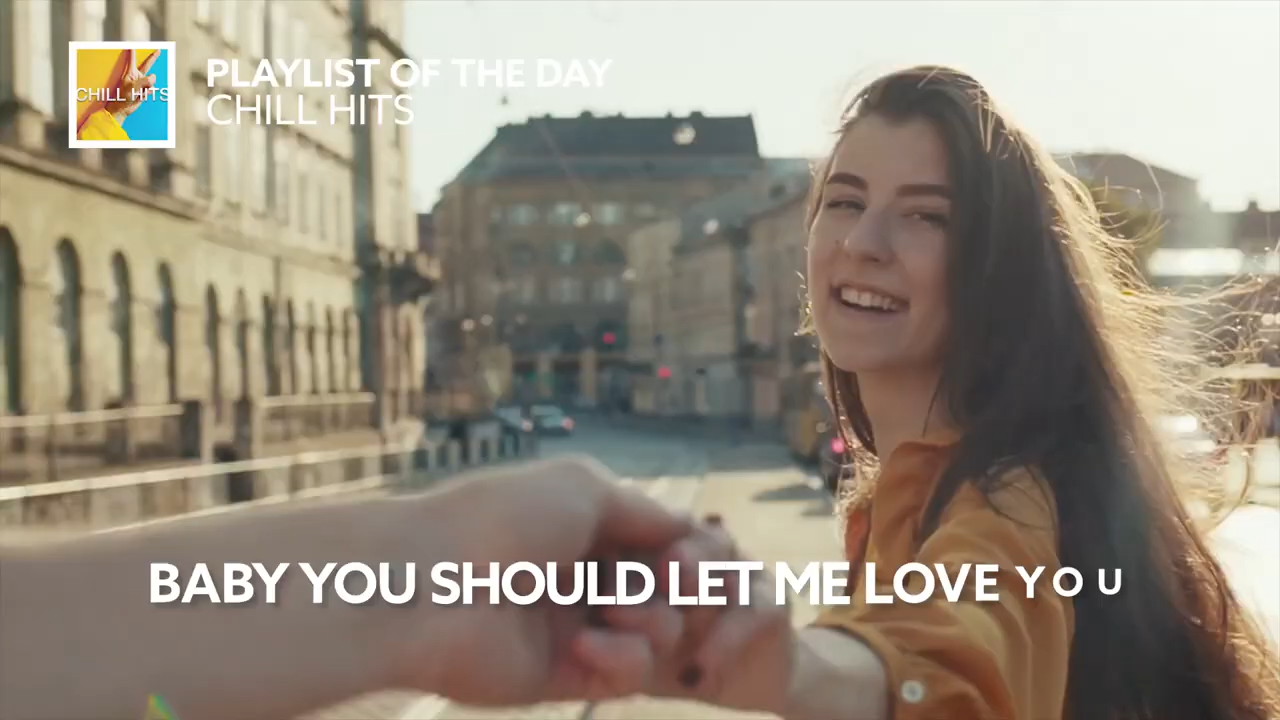 CHILL HITS
PLAYLIST OF THE DAY
CHILL HITS
BABY YOU SHOULD LET ME LOVE YOU